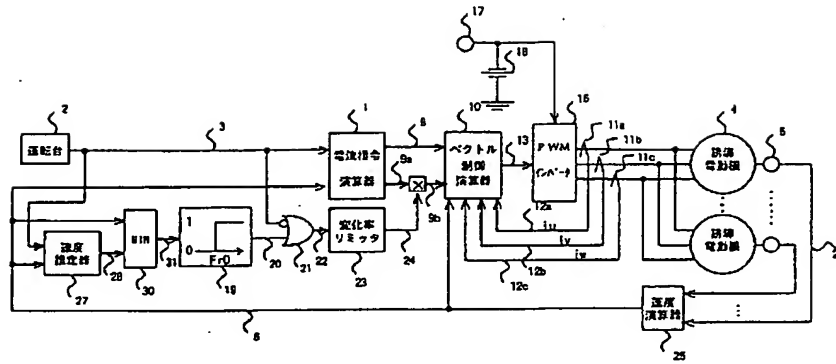 17
18
2
3
1
6
10
13
15
11a
11b
11c
4
5
運転台
電流指令
演算器
9a
×
9b
ベクトル
制御
演算器
PWM
インバータ
誘導
電動機
誘導
電動機
12a
iu
iv
iw
12b
12c
速度
推定器
27
28
MIN
30
31
1
0
Fr0
19
20
21
22
変化率
リミッタ
23
24
8
速度
演算器
25